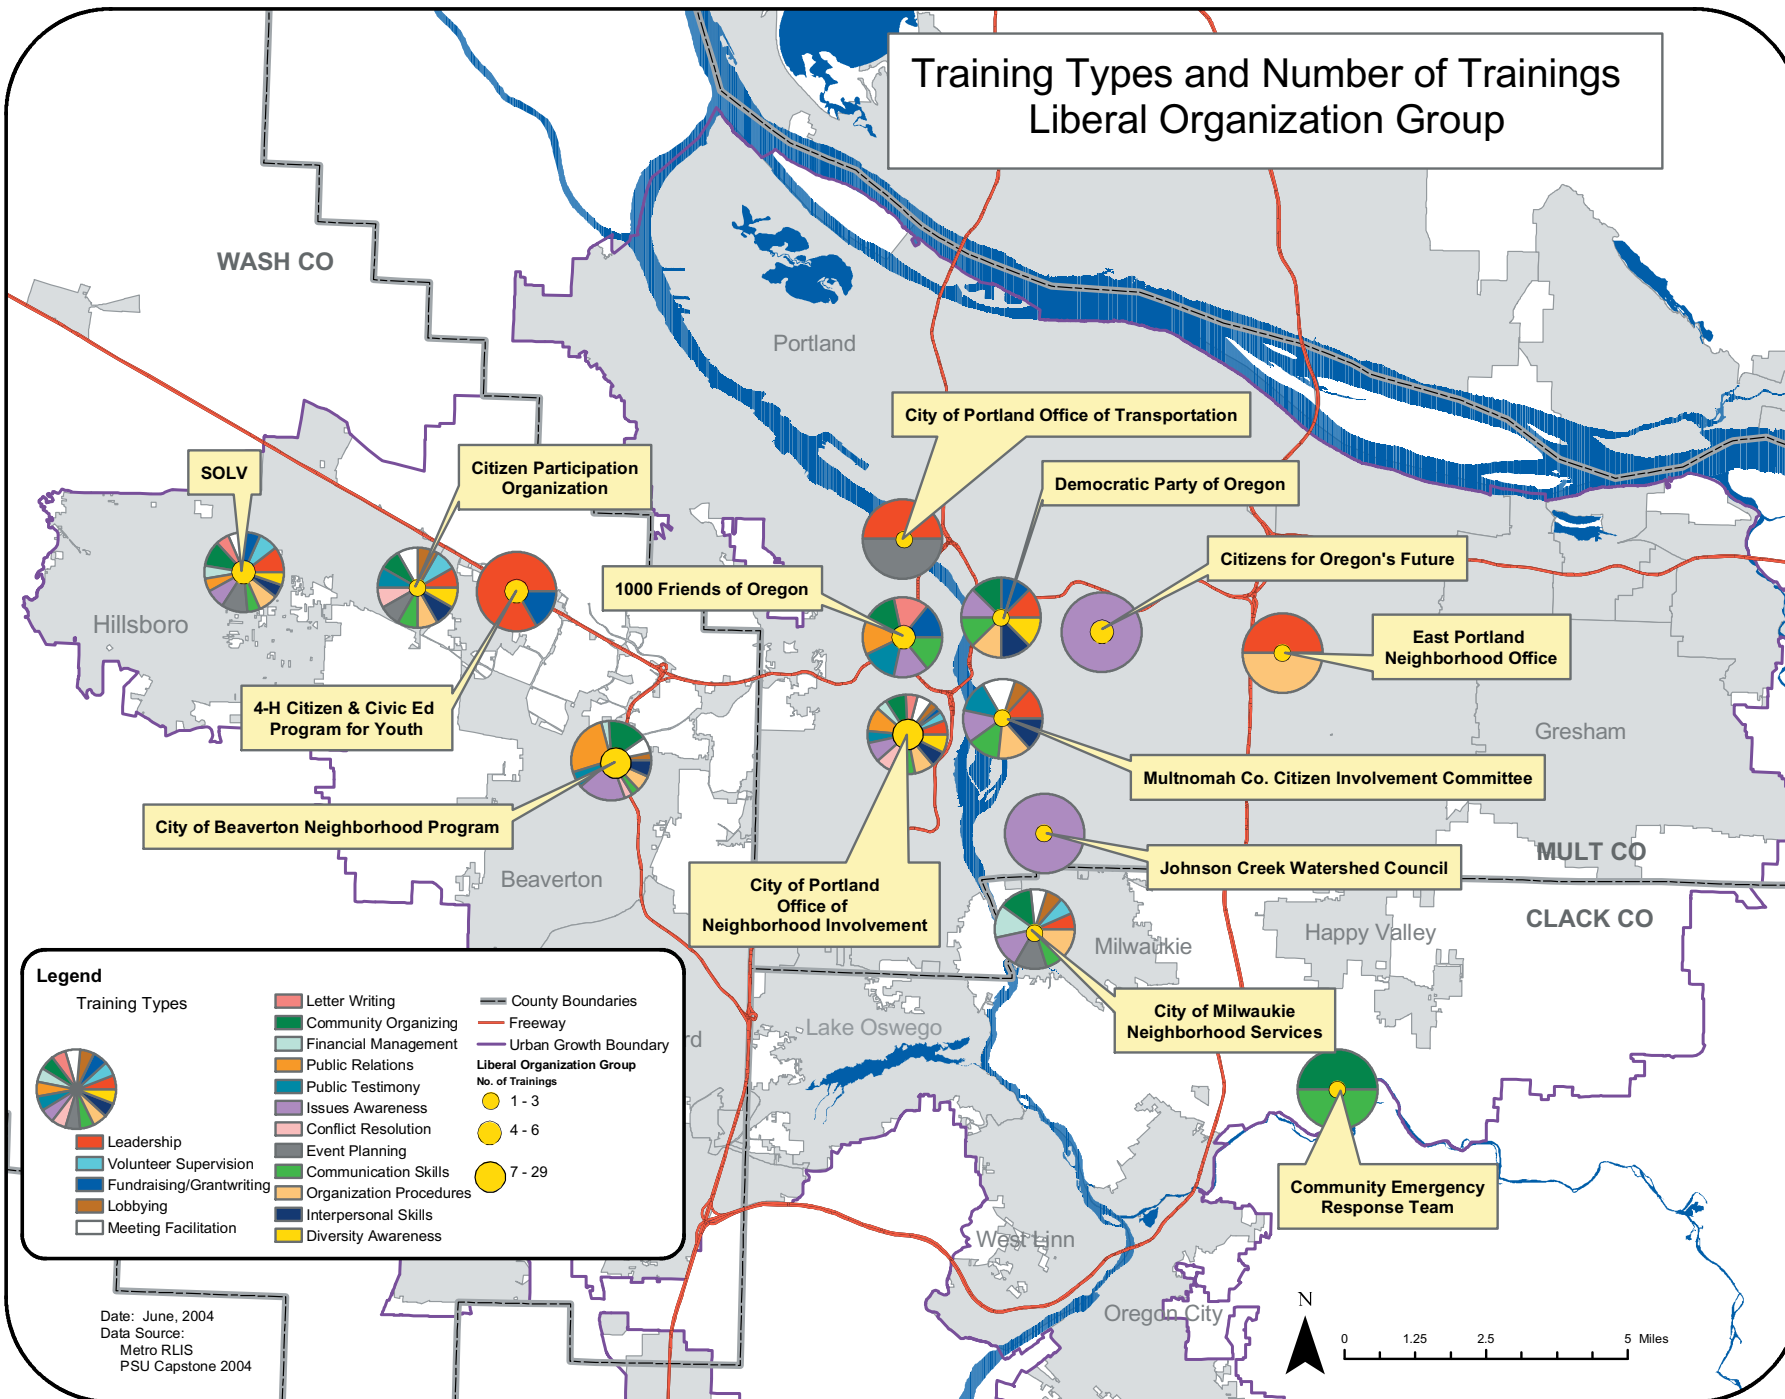 Training Types and Number of Trainings
Liberal Organization Group
WASH CO
Portland
City of Portland Office of Transportation
SOLV
Citizen Participation
Organization
Democratic Party of Oregon
Citizens for Oregon's Future
1000 Friends of Oregon
Hillsboro
East Portland
Neighborhood Office
4-H Citizen & Civic Ed
Program for Youth
Gresham
Multnomah Co. Citizen Involvement Committee
City of Beaverton Neighborhood Program
MULT CO
Johnson Creek Watershed Council
Beaverton
City of Portland
Office of
Neighborhood Involvement
CLACK CO
Happy Valley
Milwaukie
City of Milwaukie
Neighborhood Services
Lake Oswego
rd
Legend
Training Types
Leadership
Volunteer Supervision
Fundraising/Grantwriting
Lobbying
Meeting Facilitation
Letter Writing
Community Organizing
Financial Management
Public Relations
Public Testimony
Issues Awareness
Conflict Resolution
Event Planning
Communication Skills
Organization Procedures
Interpersonal Skills
Diversity Awareness
County Boundaries
Freeway
Urban Growth Boundary
Liberal Organization Group
No. of Trainings
1 - 3
4 - 6
7 - 29
Community Emergency
Response Team
West Linn
Oregon City
Date: June, 2004
Data Source:
Metro RLIS
PSU Capstone 2004
N
0 1.25 2.5 5 Miles